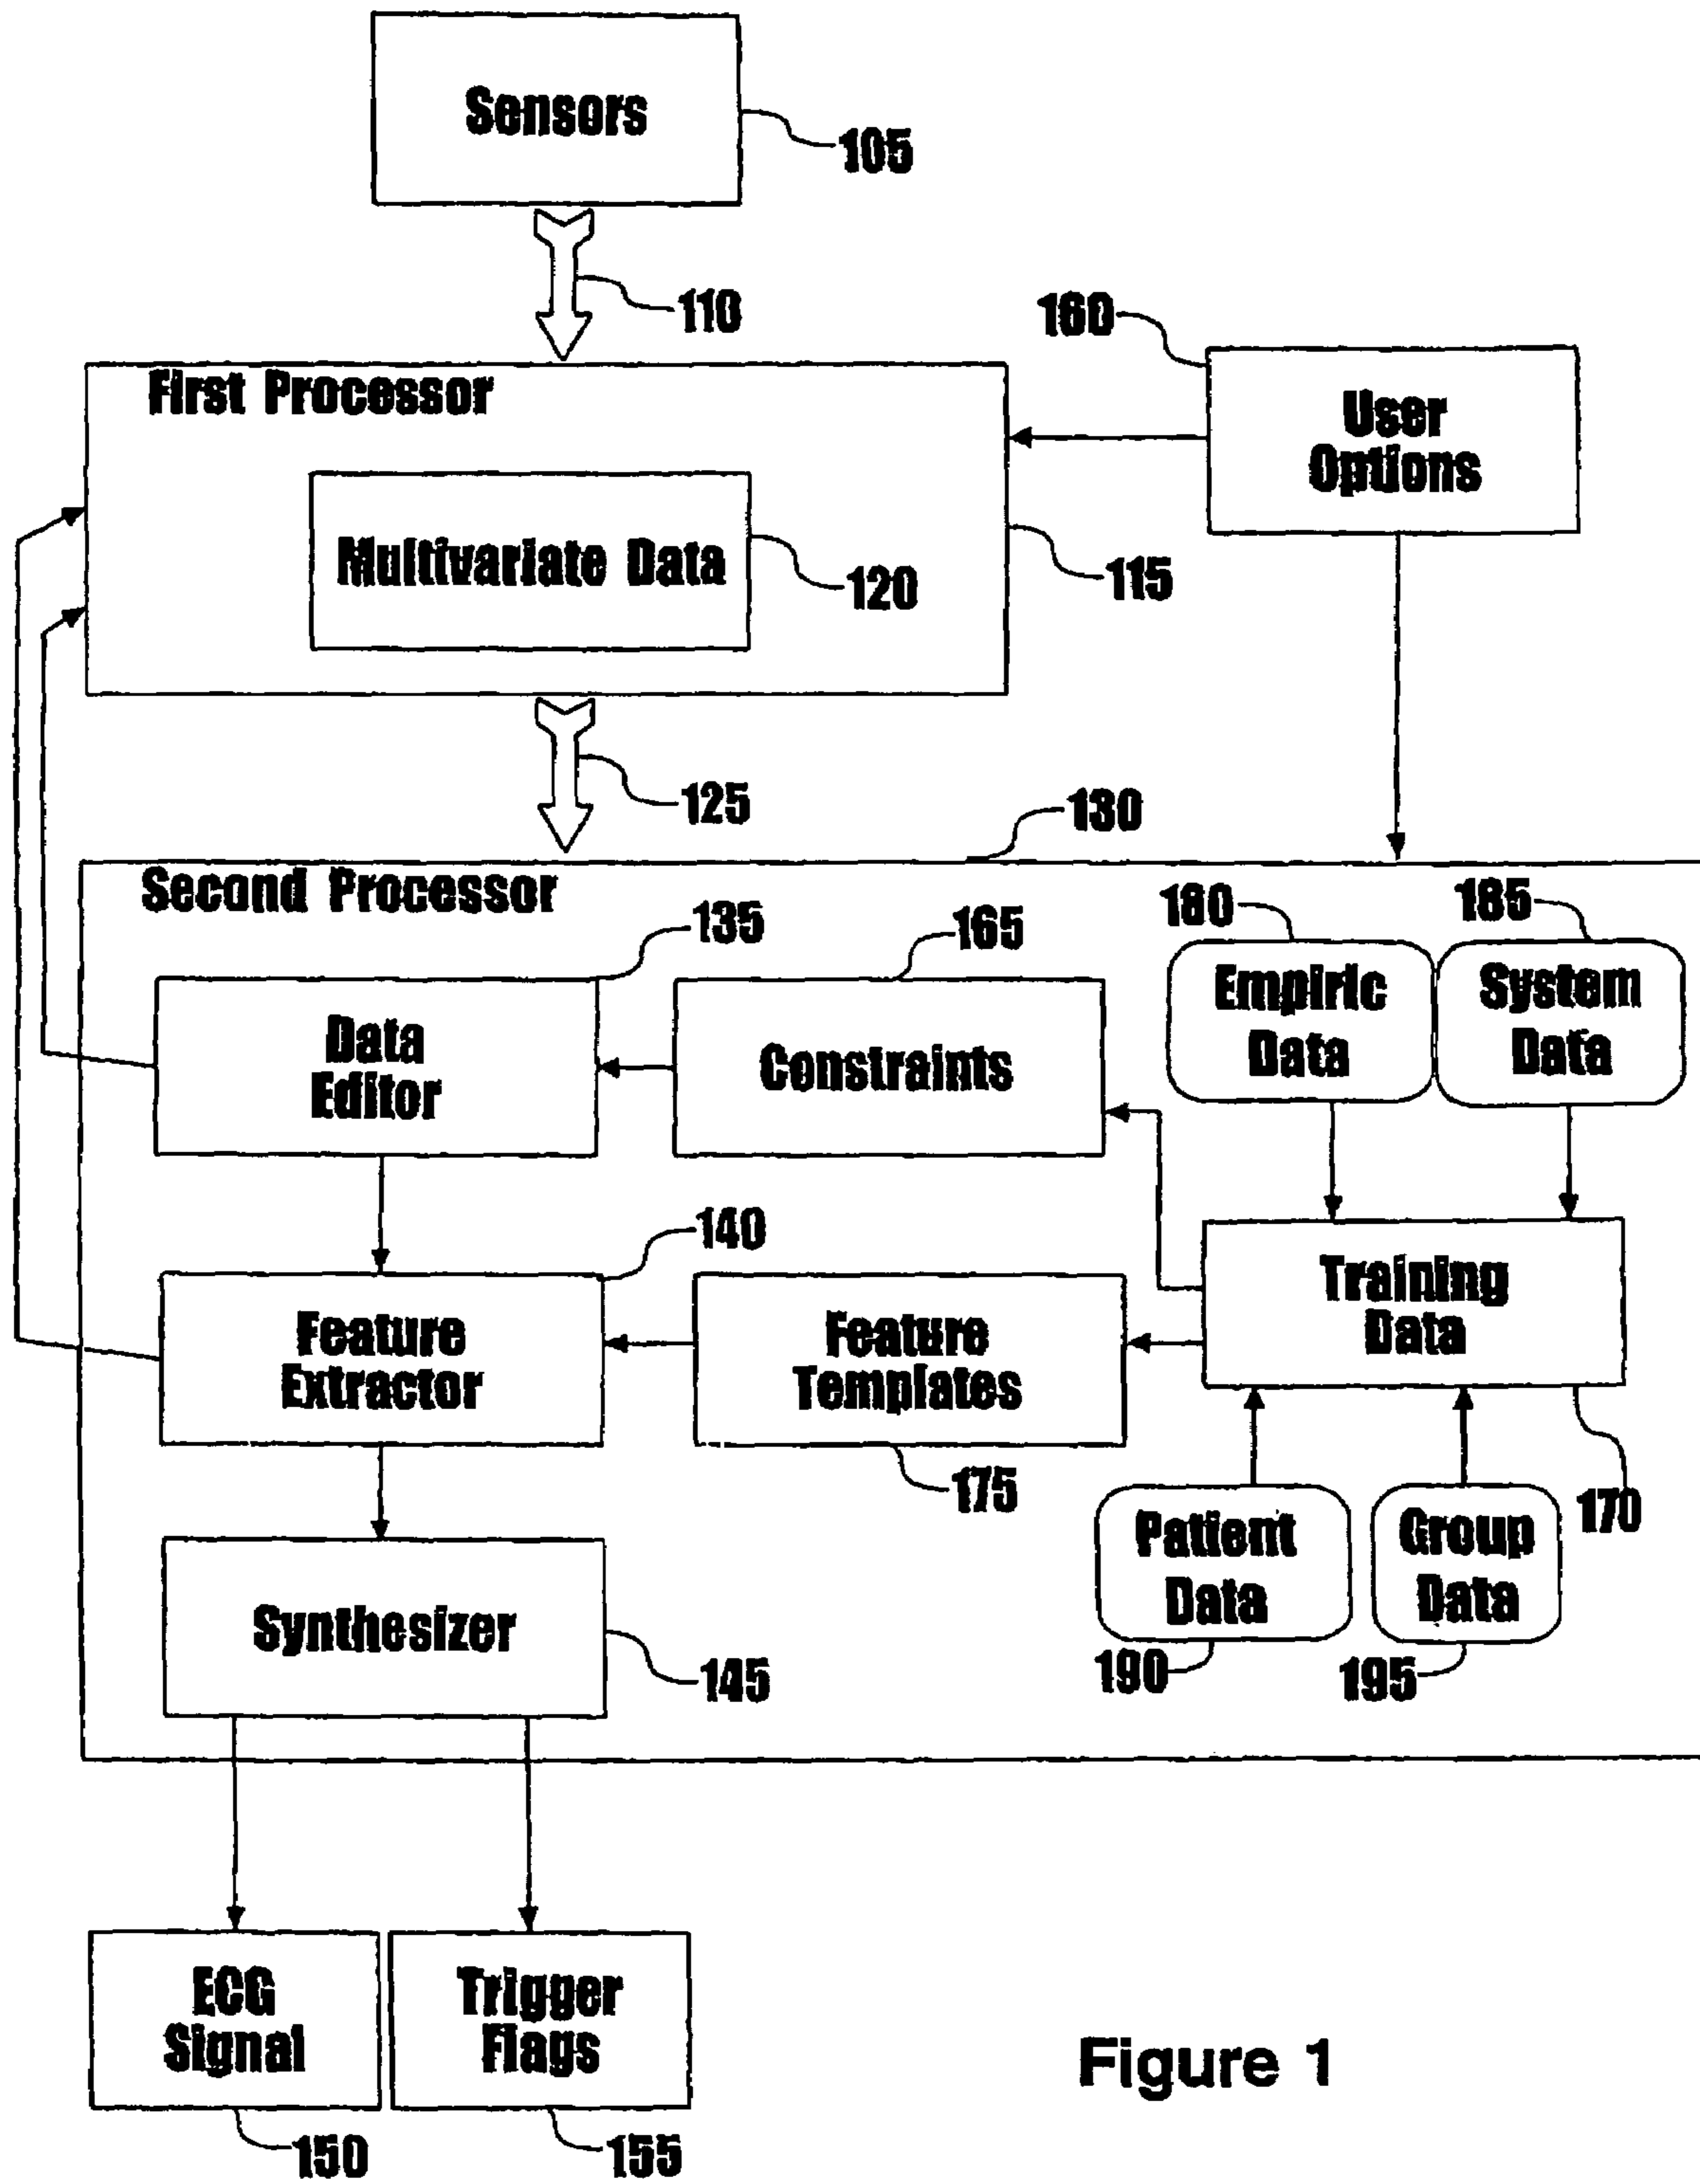 Sensors
105
110
160
First Processor
User
Options
Multivariate Data
120
115
125
130
Second Processor
135
165
180
185
Data
Editor
Constraints
Empiric
Data
System
Data
140
Feature
Extractor
Feature
Templates
Training
Data
175
170
Patient
Data
Group
Data
Synthesizer
145
190
195
ECG
Signal
Trigger
Flags
150
155
Figure 1